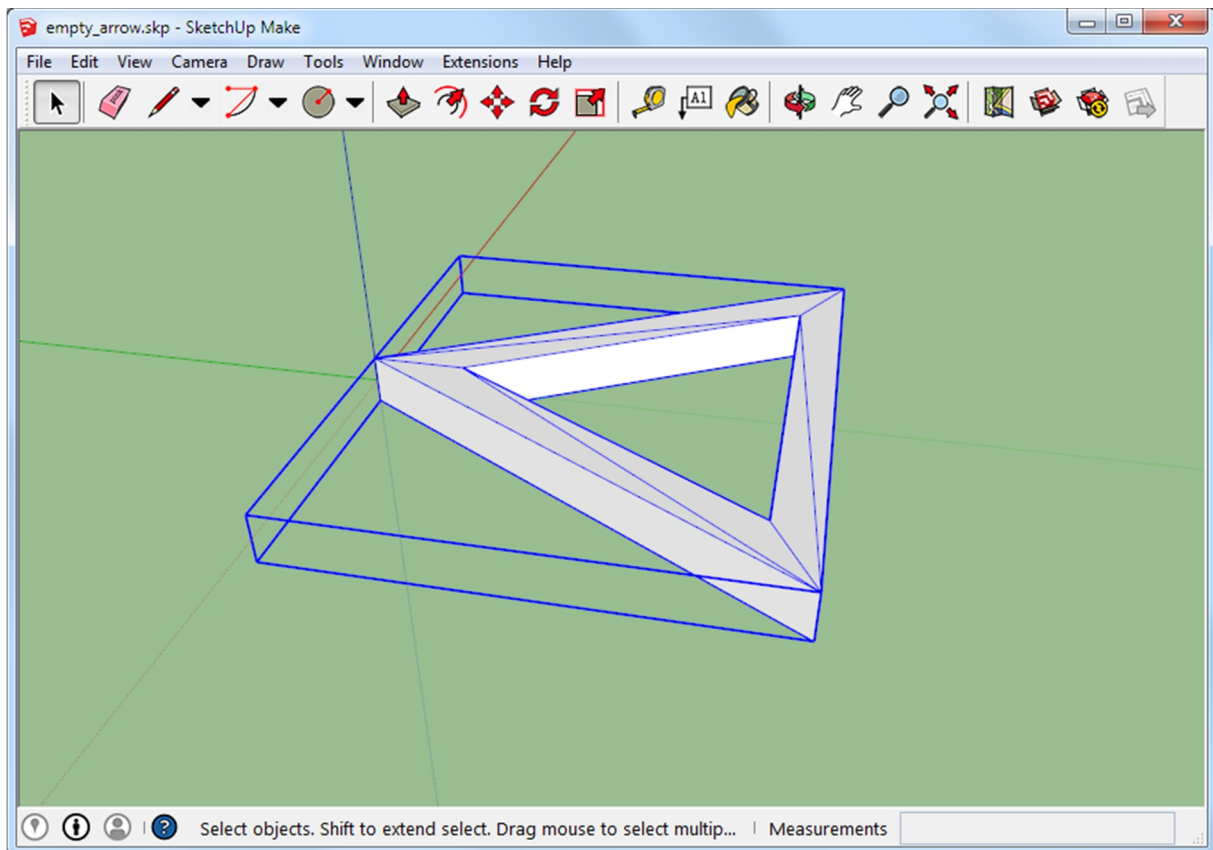 empty_arrow.skp - SketchUp Make
File Edit View Camera Draw Tools Window Extensions Help
A1
Select objects. Shift to extend select. Drag mouse to select multip... Measurements